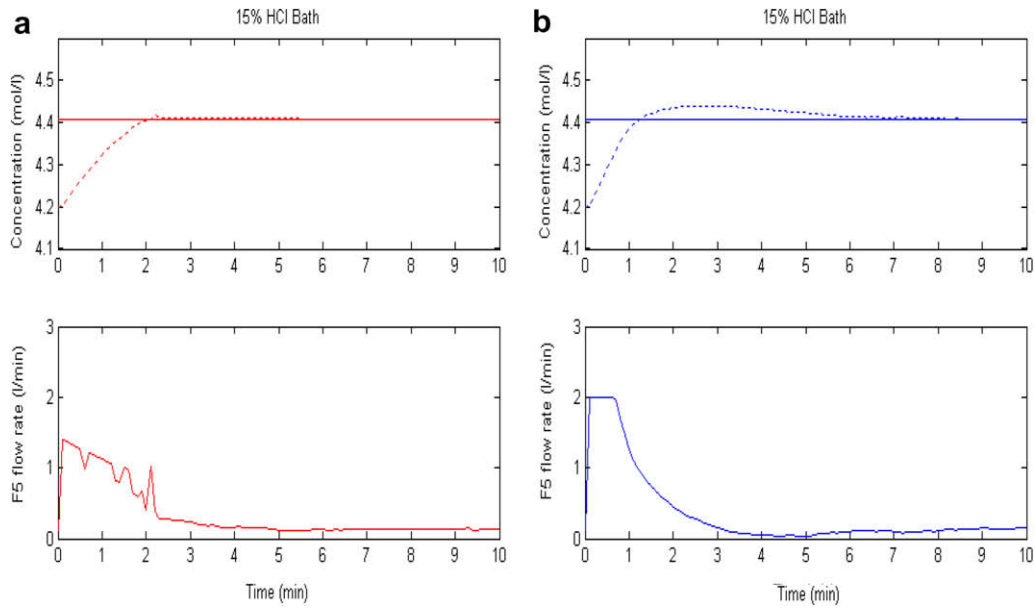 a
15% HCl Bath
Concentration (mol/l)
4.5
4.4
4.3
4.2
4.1
0 1 2 3 4 5 6 7 8 9 10
F5 flow rate (l/min)
3
2
1
0
0 1 2 3 4 5 6 7 8 9 10
Time (min)
b
15% HCl Bath
Concentration (mol/l)
4.5
4.4
4.3
4.2
4.1
0 1 2 3 4 5 6 7 8 9 10
F5 flow rate (l/min)
3
2
1
0
0 1 2 3 4 5 6 7 8 9 10
Time (min)